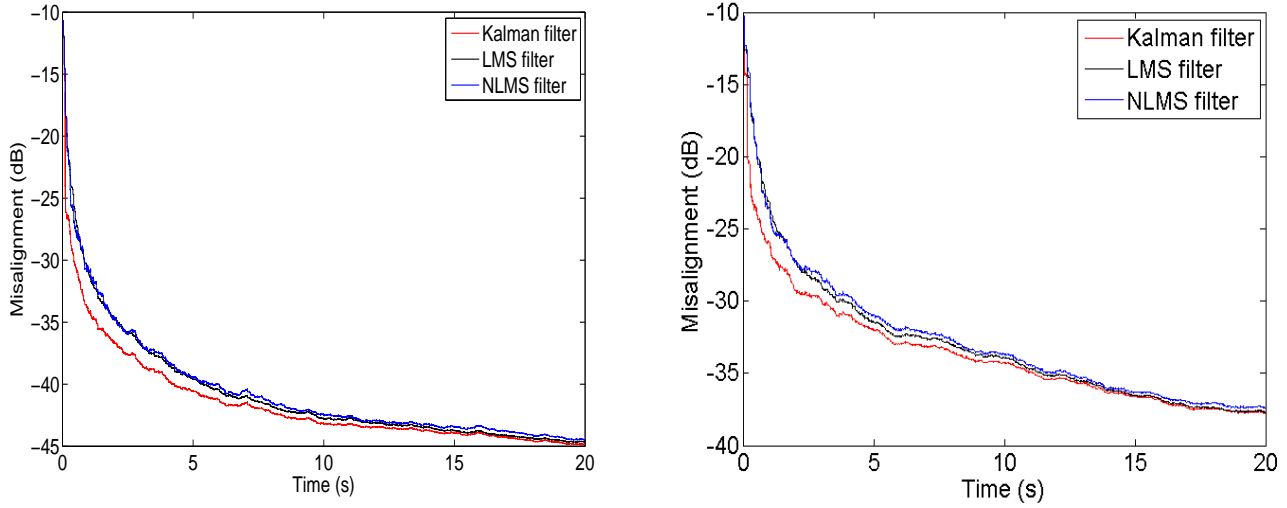 −10
−15
−20
−25
−30
−35
−40
−45
Misalignment (dB)
0
5
10
15
20
Time (s)
Kalman filter
LMS filter
NLMS filter
-10
-15
-20
-25
-30
-35
-40
Misalignment (dB)
0
5
10
15
20
Time (s)
Kalman filter
LMS filter
NLMS filter